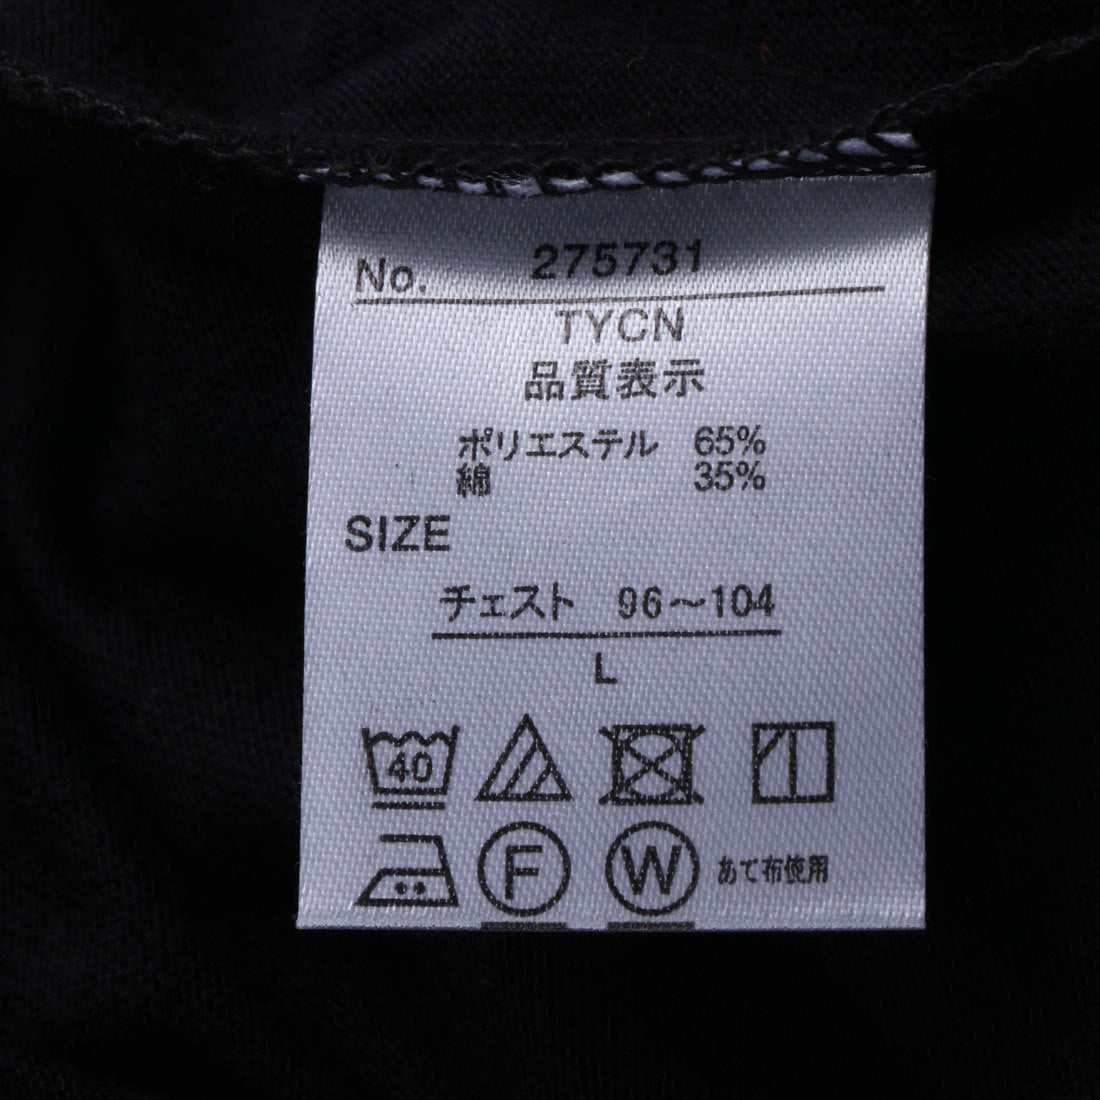 No. 275731
TYCN
品質表示
ポリエステル 65%
綿 35%
SIZE
チェスト 96～104
L
40
F W あて布使用